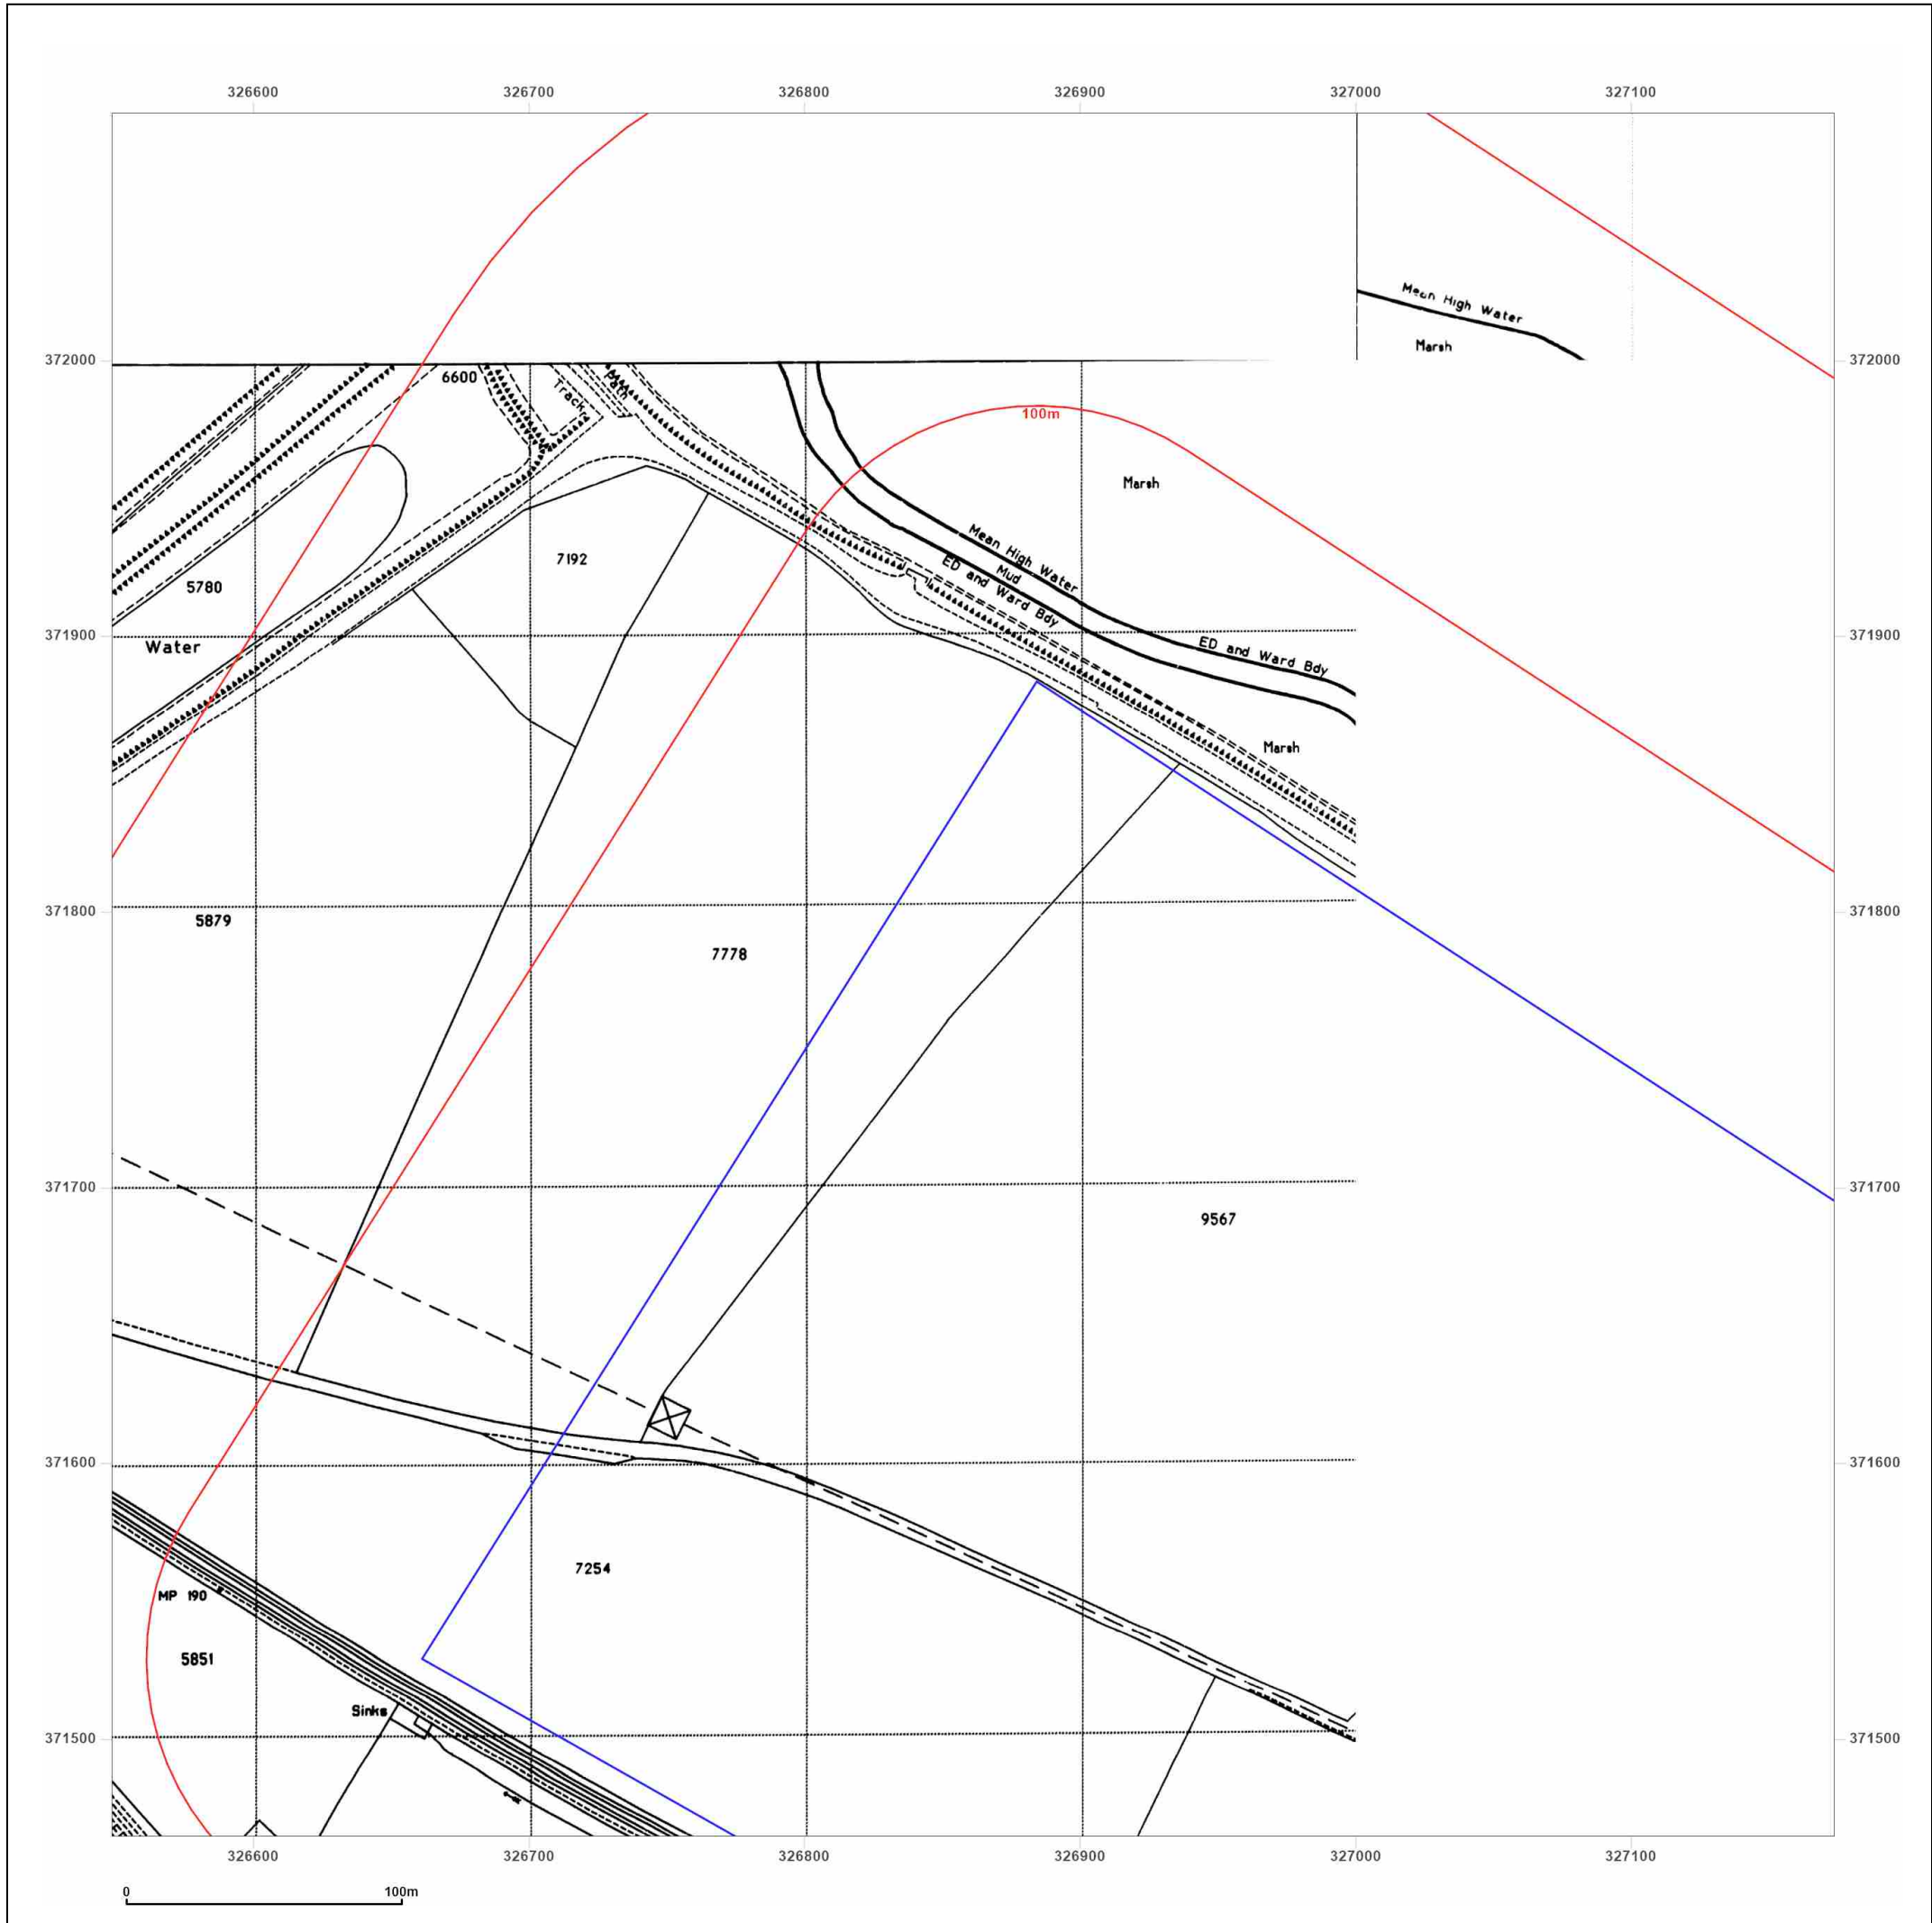 326600 326700 326800 326900 327000 327100
Mean High Water
Marsh
372000 372000
6600
Track
Path
100m
Marsh
7192
Mean High Water
Mud
ED and Ward Bdy
5780
371900 371900
Water
ED and Ward Bdy
Marsh
371800 371800
5879
7778
371700 371700
9567
371600 371600
7254
MP 190
5851
Sinks
371500 371500
326600 326700 326800 326900 327000 327100
0 100m